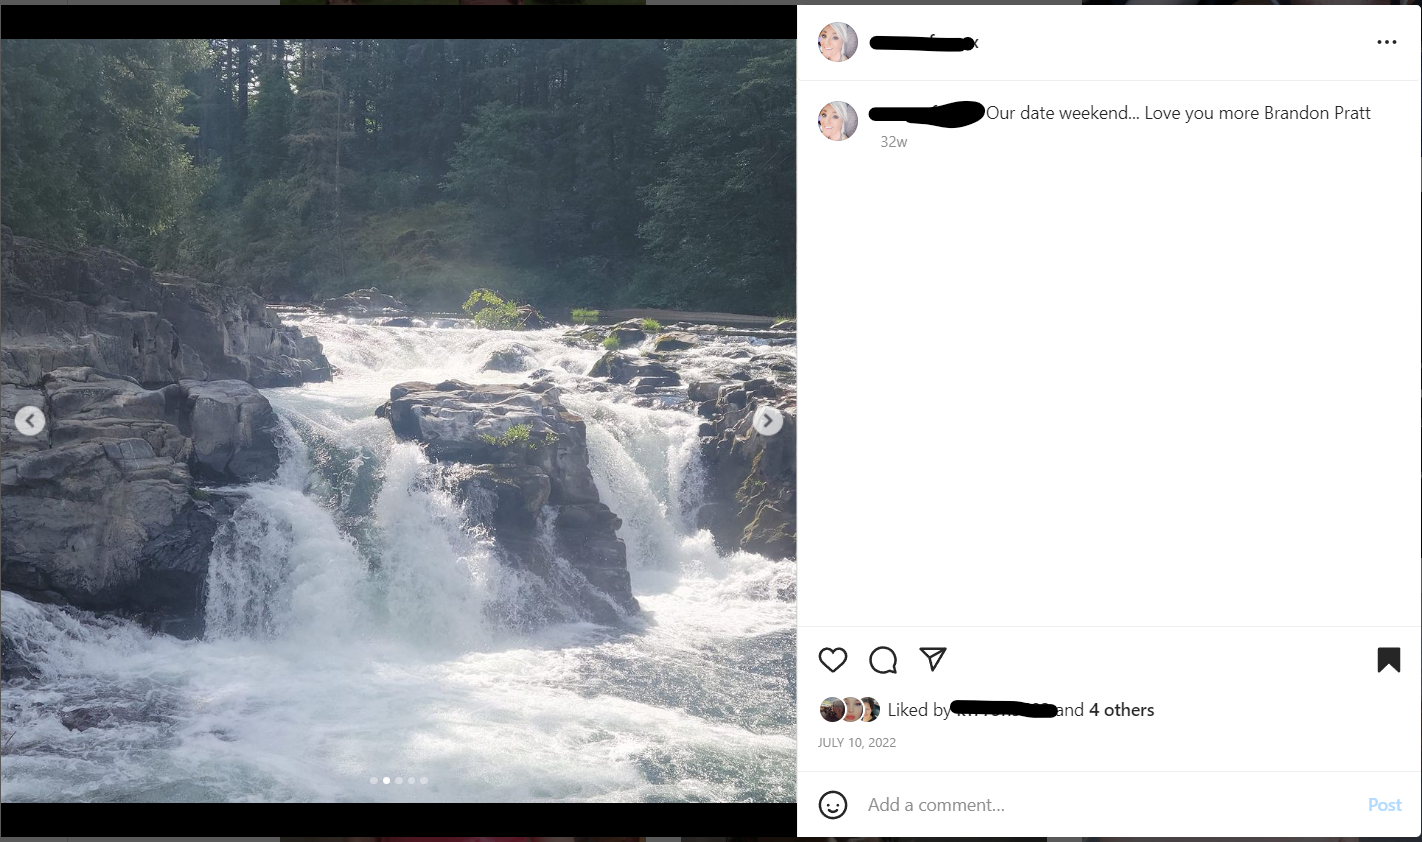 Our date weekend... Love you more Brandon Pratt
32w
Liked by and 4 others
JULY 10, 2022
Add a comment... Post